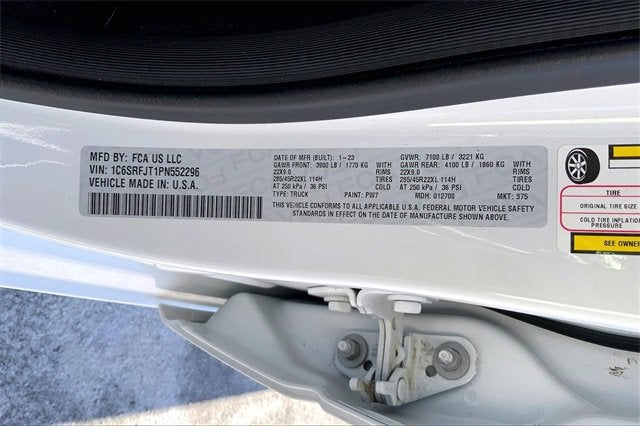 MFD BY: FCA US LLC
VIN: 1C6SRFJT1PN552296
VEHICLE MADE IN: U.S.A.
DATE OF MFR (BUILT): 1-23
GAWR FRONT: 3900 LB / 1770 KG
22X9.0 RIMS
285/45R22XL 114H TIRES
AT 250 kPa / 36 PSI COLD
TYPE: TRUCK PAINT: PW7
GVWR: 7100 LB / 3221 KG
GAWR REAR: 4100 LB / 1860 KG WITH
22X9.0 RIMS
285/45R22XL 114H TIRES
AT 250 kPa / 36 PSI COLD
MDH: 012700 MKT: 975
THIS VEHICLE CONFORMS TO ALL APPLICABLE U.S.A. FEDERAL MOTOR VEHICLE SAFETY
STANDARDS IN EFFECT ON THE DATE OF MANUFACTURE SHOWN ABOVE.
TIRE
ORIGINAL TIRE SIZE
COLD TIRE INFLATION
PRESSURE
SEE OWNER